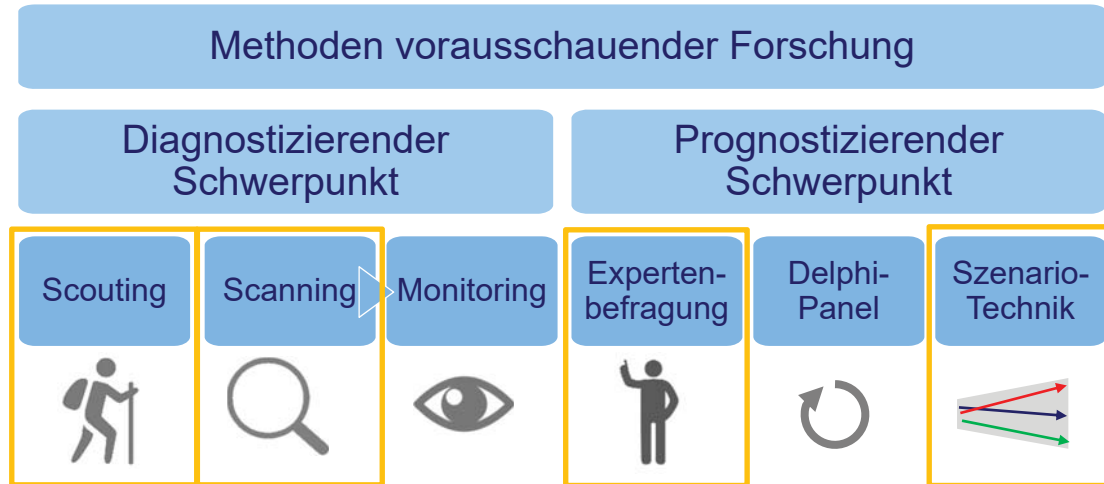 Methoden vorausschauender Forschung
Diagnostizierender
Schwerpunkt
Prognostizierender
Schwerpunkt
Scouting
Scanning
Monitoring
Experten-
befragung
Delphi-
Panel
Szenario-
Technik